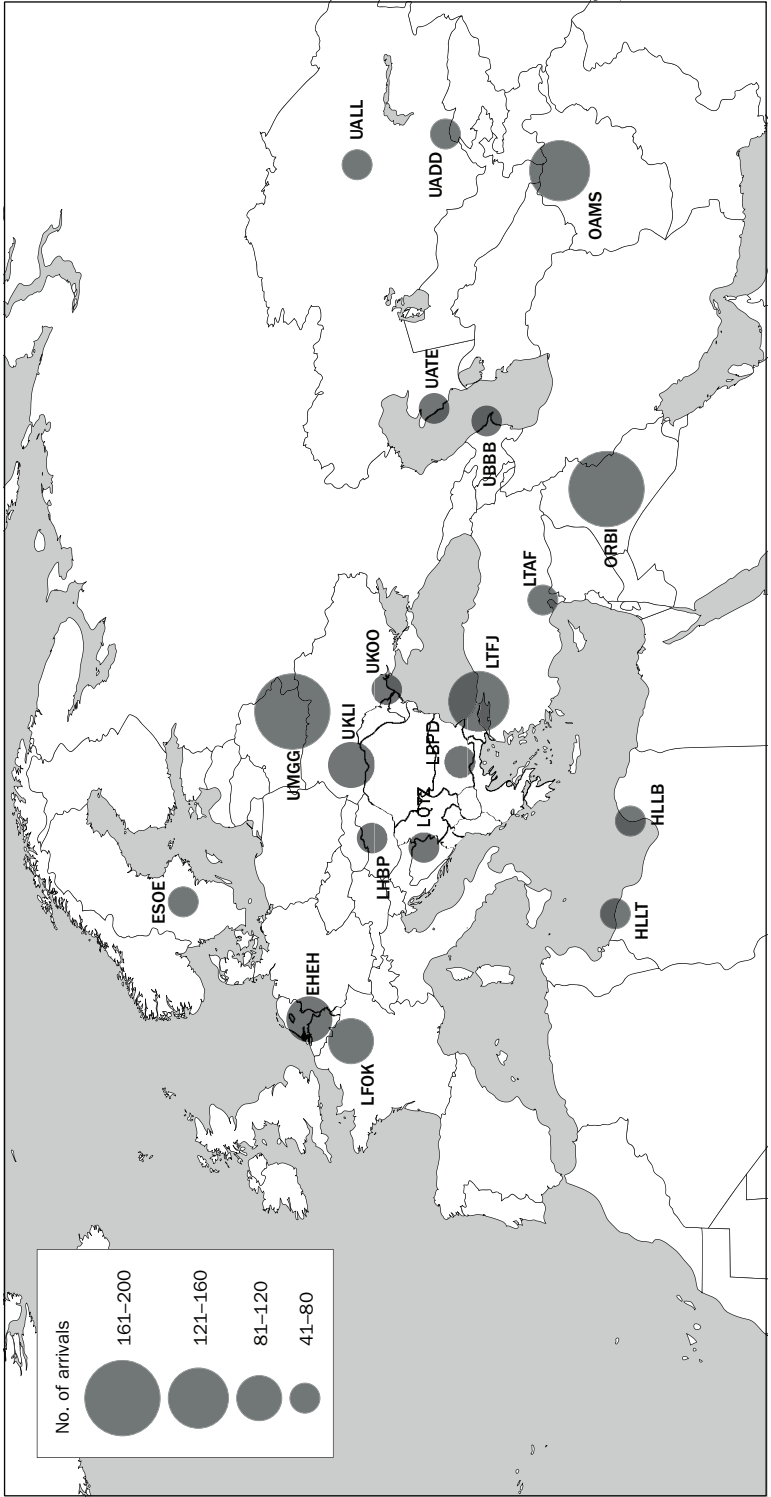 No. of arrivals
161–200
121–160
81–120
41–80
ESOE
EHEH
LFOK
UMGG
UKLI
UKOO
LHBP
LQTZ
LBPD
LTFJ
LTAF
HLLT
HLLB
ORBI
UBBB
UATE
UALL
UADD
OAMS